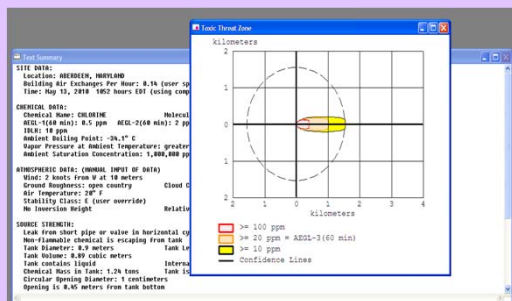 Toxic Threat Zone
kilometers
2
1
0
1
2
2 1 0 1 2 3 4
kilometers
>= 100 ppm
>= 20 ppm = AEGL-3(60 min)
>= 10 ppm
Confidence Lines
Text Summary
SITE DATA:
Location: ABERDEEN, MARYLAND
Building Air Exchanges Per Hour: 0.14 (user sp
Time: May 13, 2010 1052 hours EDT (using comp
CHEMICAL DATA:
Chemical Name: CHLORINE Molecul
AEGL-1(60 min): 0.5 ppm AEGL-2(60 min): 2 pp
IDLH: 10 ppm
Ambient Boiling Point: -34.1° C
Vapor Pressure at Ambient Temperature: greater
Ambient Saturation Concentration: 1,000,000 pp
ATMOSPHERIC DATA: (MANUAL INPUT OF DATA)
Wind: 2 knots from W at 10 meters
Ground Roughness: open country Cloud C
Air Temperature: 20° F
Stability Class: E (user override)
No Inversion Height Relativ
SOURCE STRENGTH:
Leak from short pipe or valve in horizontal cy
Non-flammable chemical is escaping from tank
Tank Diameter: 0.9 meters Tank Le
Tank Volume: 0.89 cubic meters
Tank contains liquid Interna
Chemical Mass in Tank: 1.24 tons Tank is
Circular Opening Diameter: 1 centimeters
Opening is 0.45 meters from tank bottom